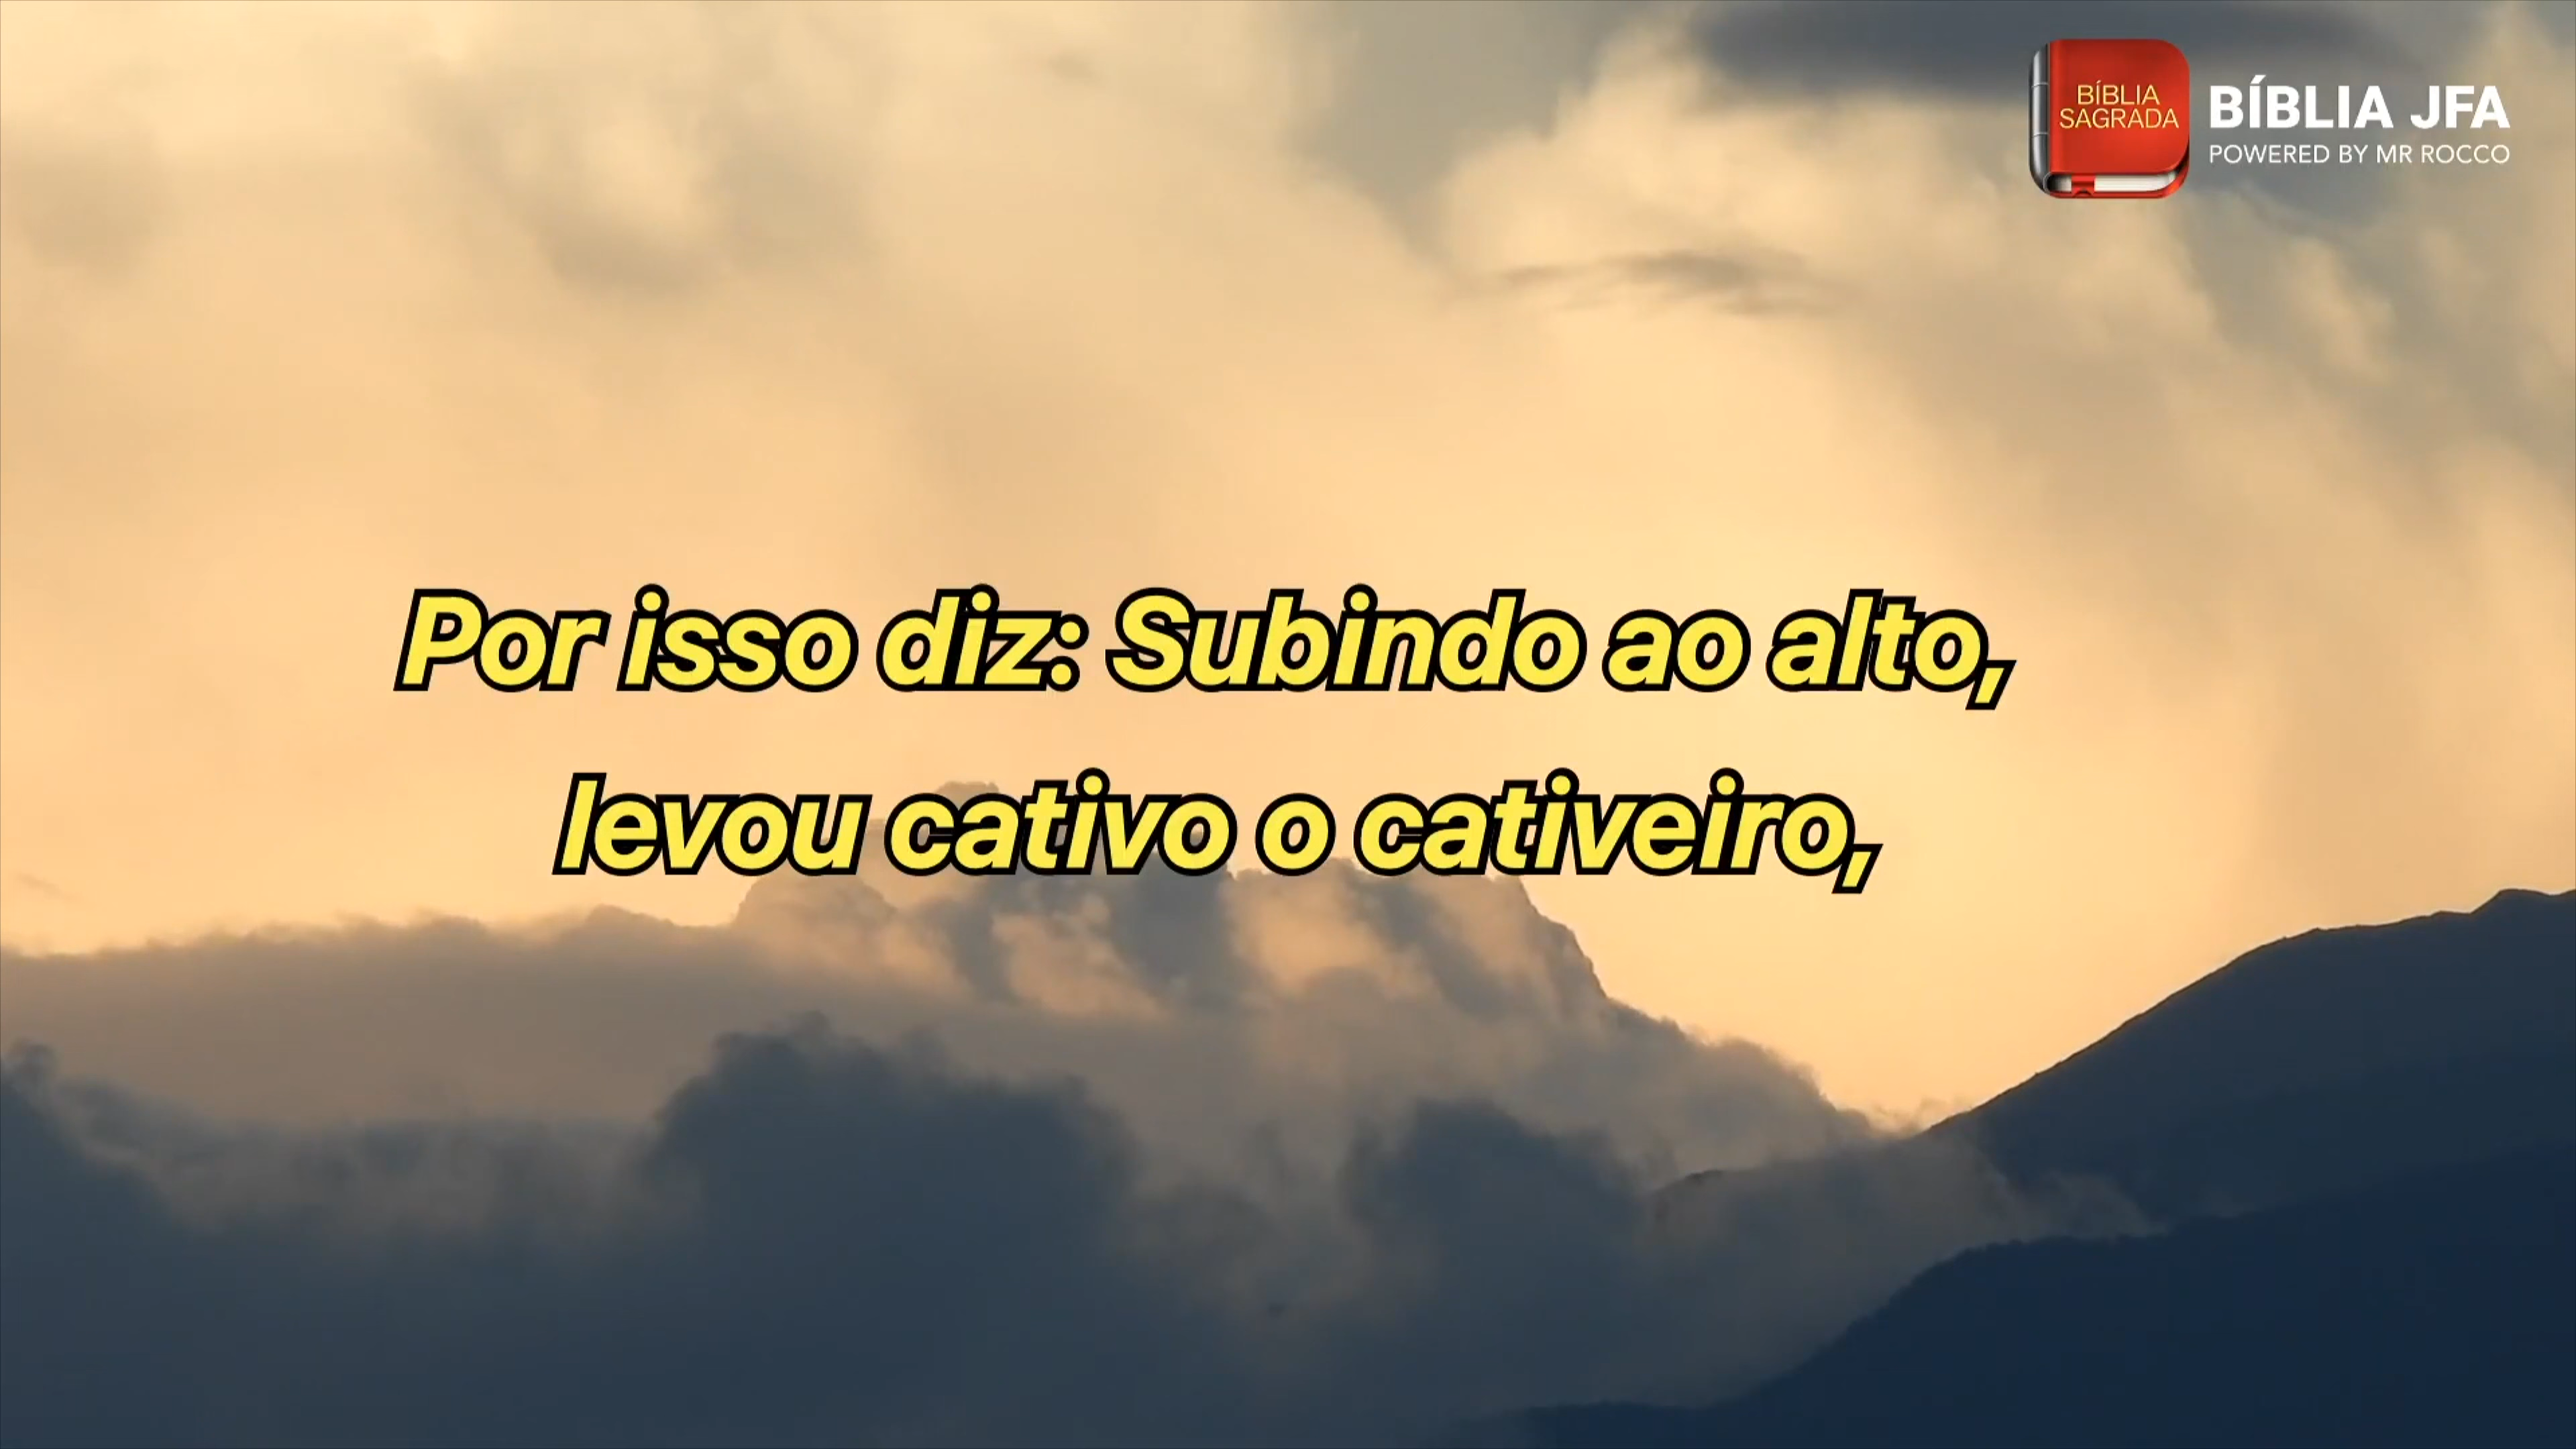 BÍBLIA
SAGRADA
BÍBLIA JFA
POWERED BY MR ROCCO
Por isso diz: Subindo ao alto,
levou cativo o cativeiro,